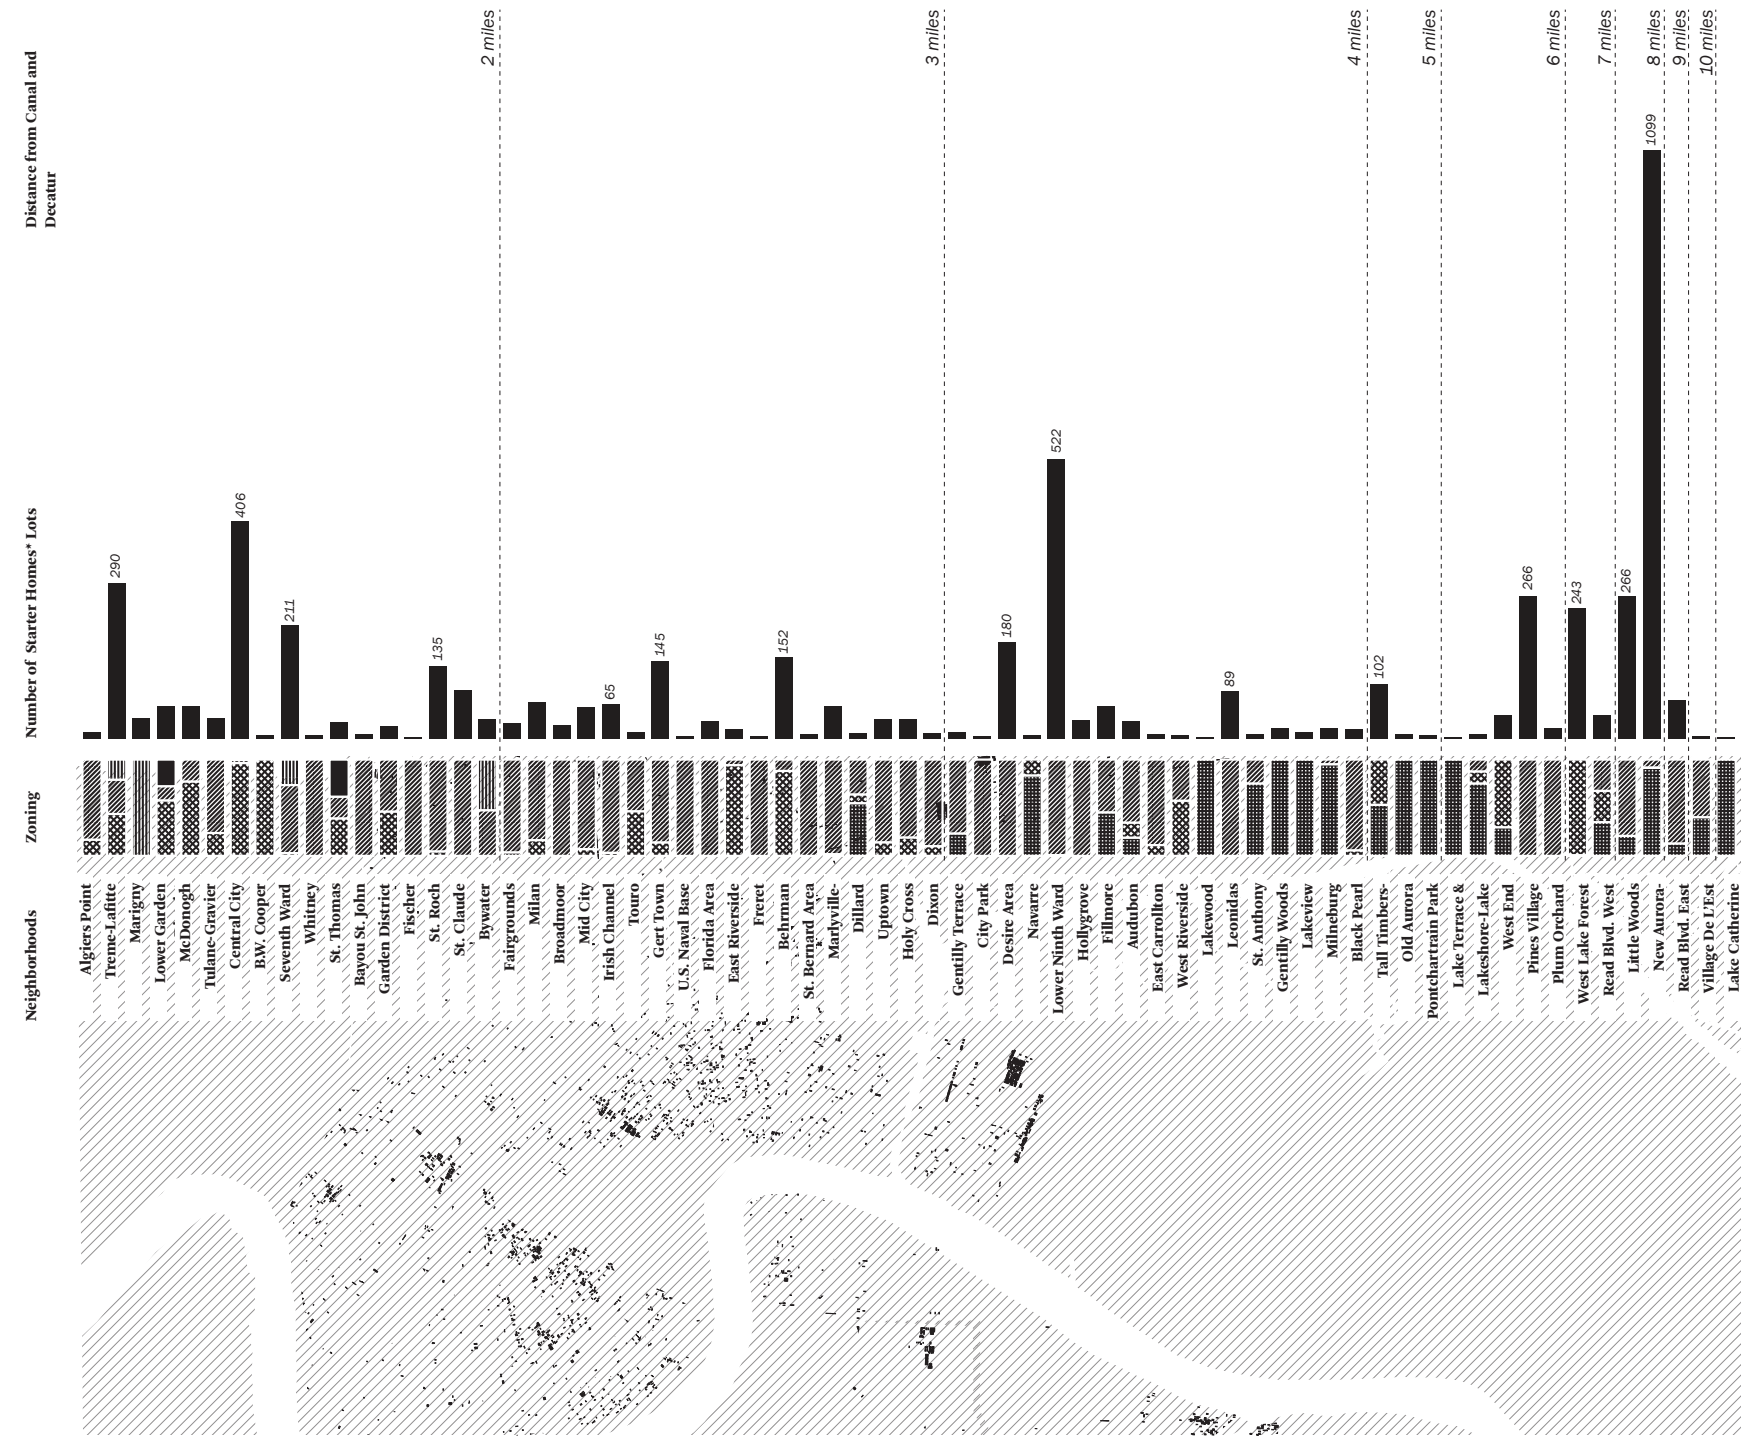 Distance from Canal and
Decatur
2 miles
3 miles
4 miles
5 miles
6 miles
7 miles
8 miles
9 miles
10 miles
Number of Starter Homes* Lots
290
406
211
135
65
145
152
180
522
89
102
266
243
266
1099
Zoning
Neighborhoods
Algiers Point
Treme-Lafitte
Marigny
Lower Garden
McDonogh
Tulane-Gravier
Central City
B.W. Cooper
Seventh Ward
Whitney
St. Thomas
Bayou St. John
Garden District
Fischer
St. Roch
St. Claude
Bywater
Fairgrounds
Milan
Broadmoor
Mid City
Irish Channel
Touro
Gert Town
U.S. Naval Base
Florida Area
East Riverside
Freret
Behrman
St. Bernard Area
Marlyville-
Dillard
Uptown
Holy Cross
Dixon
Gentilly Terrace
City Park
Desire Area
Navarre
Lower Ninth Ward
Hollygrove
Fillmore
Audubon
East Carrollton
West Riverside
Lakewood
Leonidas
St. Anthony
Gentilly Woods
Lakeview
Milneburg
Black Pearl
Tall Timbers-
Old Aurora
Pontchartrain Park
Lake Terrace &
Lakeshore-Lake
West End
Pines Village
Plum Orchard
West Lake Forest
Read Blvd. West
Little Woods
New Aurora-
Read Blvd. East
Village De L'Est
Lake Catherine